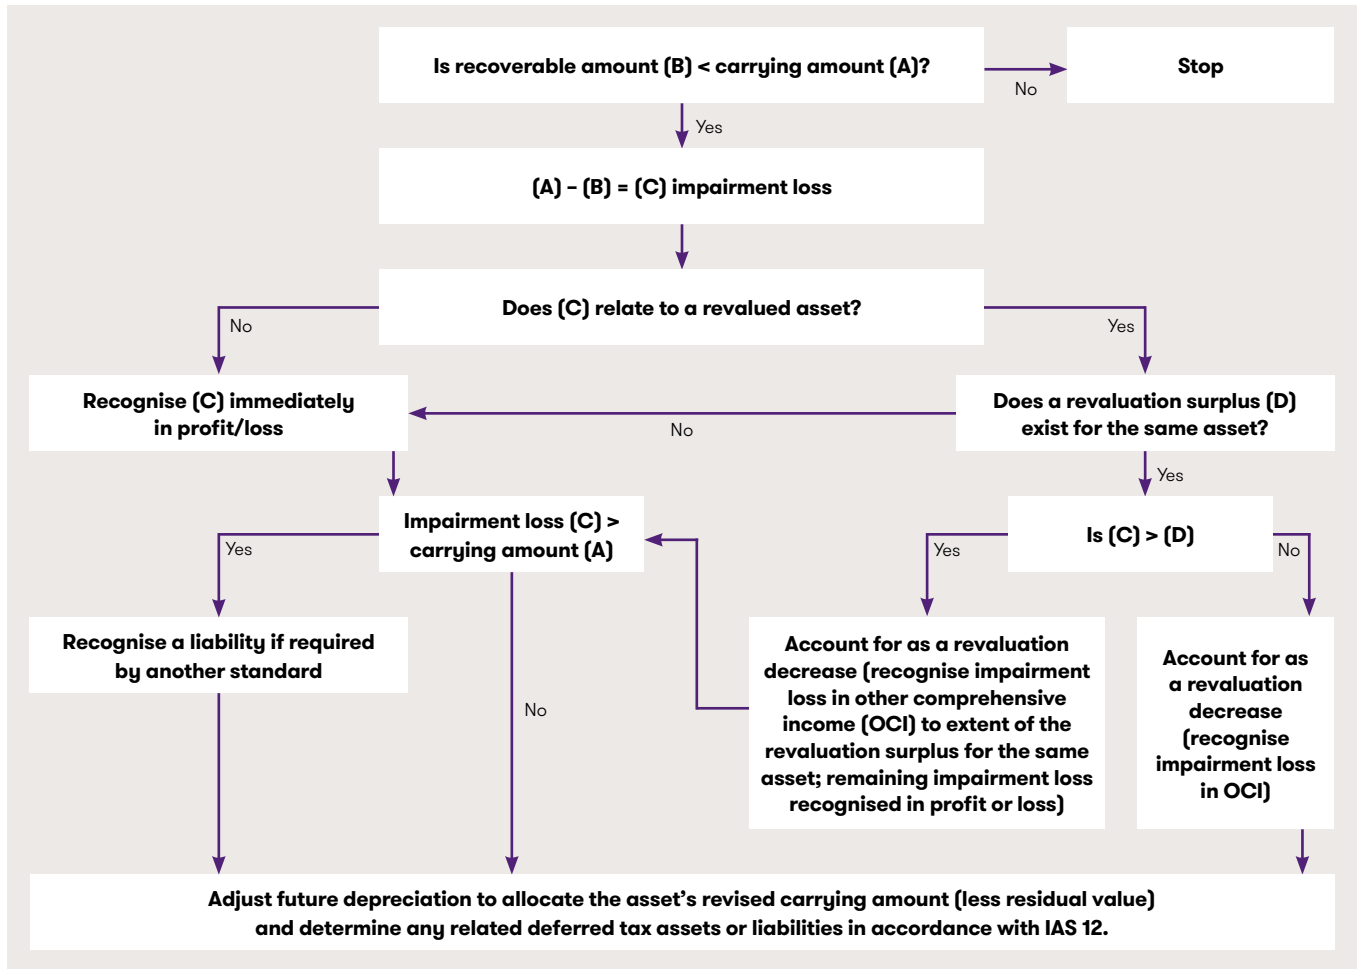 Is recoverable amount (B) < carrying amount (A)?
No
Stop
Yes
(A) – (B) = (C) impairment loss
Does (C) relate to a revalued asset?
No
Yes
Recognise (C) immediately
in profit/loss
No
Does a revaluation surplus (D)
exist for the same asset?
Yes
Impairment loss (C) >
carrying amount (A)
Is (C) > (D)
Yes
Yes
No
Recognise a liability if required
by another standard
No
Account for as a revaluation
decrease (recognise impairment
loss in other comprehensive
income (OCI) to extent of the
revaluation surplus for the same
asset; remaining impairment loss
recognised in profit or loss)
Account for as
a revaluation
decrease
(recognise
impairment loss
in OCI)
Adjust future depreciation to allocate the asset’s revised carrying amount (less residual value)
and determine any related deferred tax assets or liabilities in accordance with IAS 12.